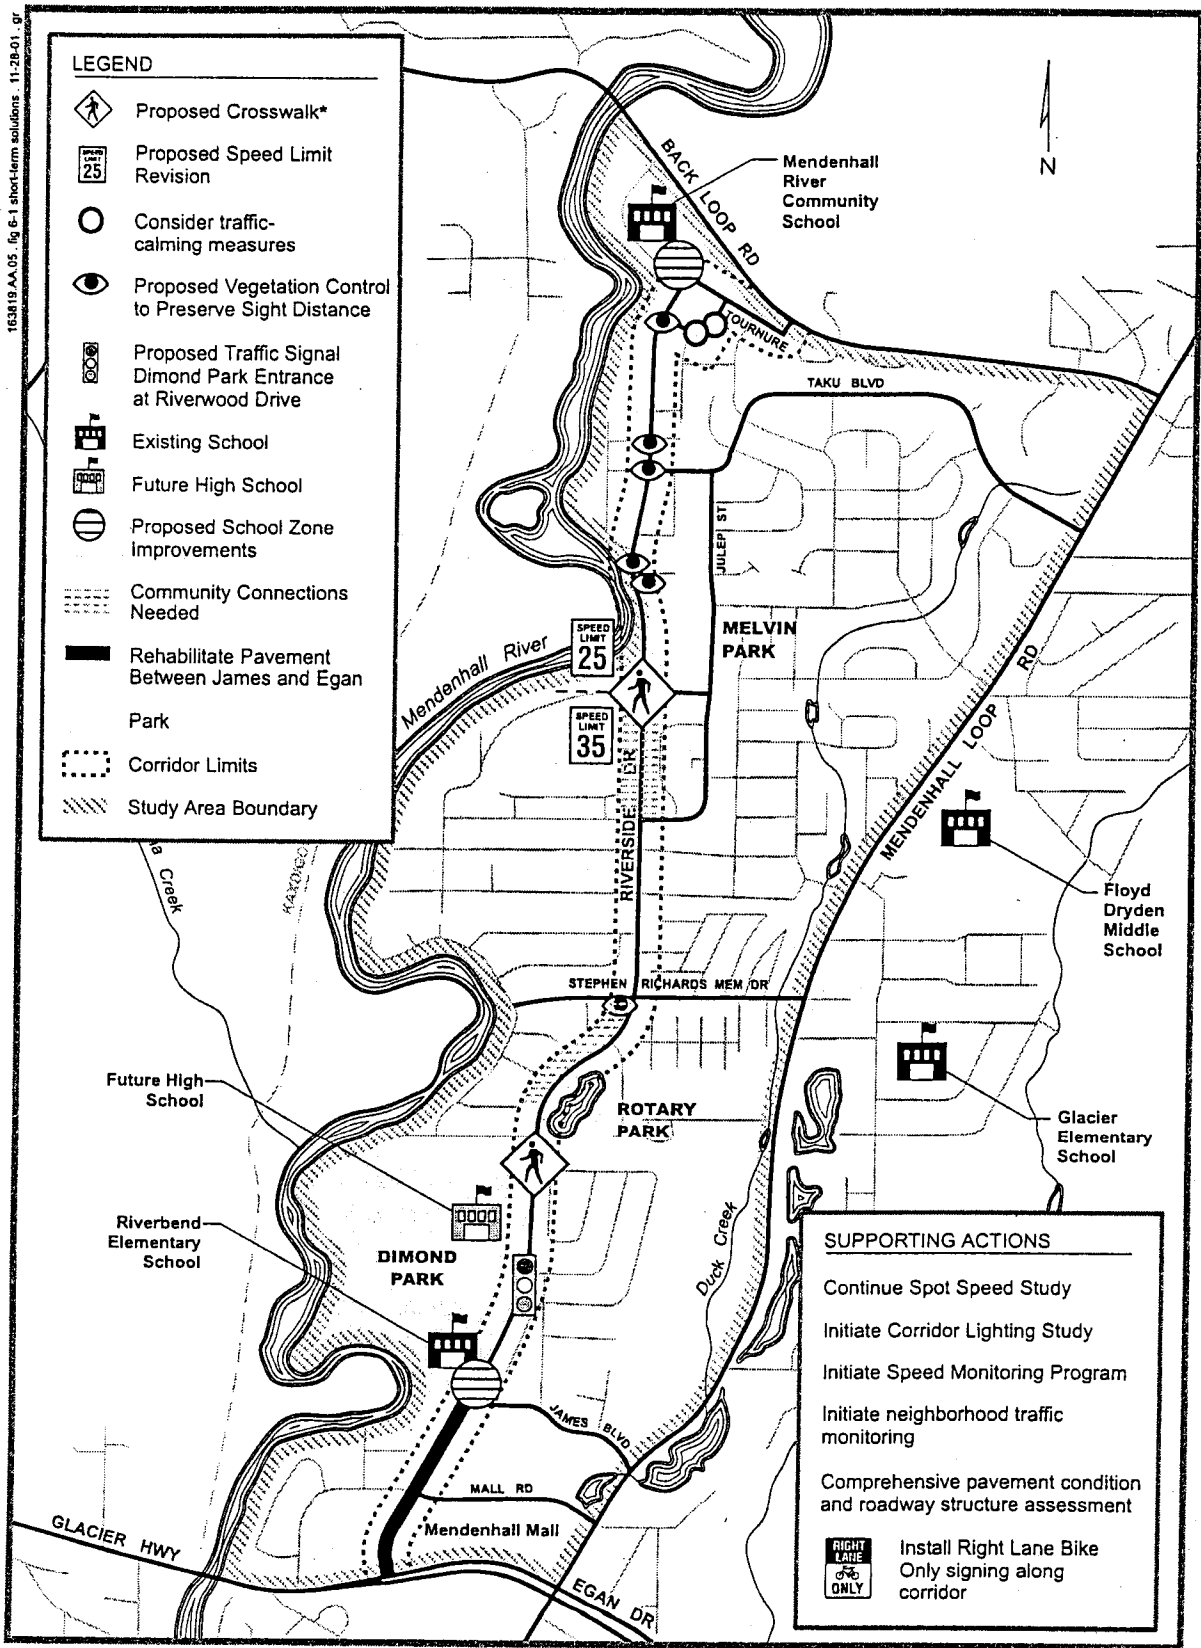 163819.AA.05 . fig 6-1 short-term solutions . 11-28-01 . gr
LEGEND
Proposed Crosswalk*
SPEED
LIMIT
25
Proposed Speed Limit
Revision
Consider traffic-
calming measures
Proposed Vegetation Control
to Preserve Sight Distance
Proposed Traffic Signal
Dimond Park Entrance
at Riverwood Drive
Existing School
Future High School
Proposed School Zone
Improvements
Community Connections
Needed
Rehabilitate Pavement
Between James and Egan
Park
Corridor Limits
Study Area Boundary
N
BACK LOOP RD
Mendenhall
River
Community
School
TOURNURE
TAKU BLVD
JULEP ST
MELVIN
PARK
SPEED
LIMIT
25
Mendenhall River
SPEED
LIMIT
35
RIVERSIDE DR
MENDENHALL LOOP RD
Creek
Floyd
Dryden
Middle
School
STEPHEN RICHARDS MEM DR
Future High
School
ROTARY
PARK
Glacier
Elementary
School
Riverbend
Elementary
School
DIMOND
PARK
Duck Creek
JAMES BLVD
MALL RD
Mendenhall Mall
GLACIER HWY
EGAN DR
SUPPORTING ACTIONS
Continue Spot Speed Study
Initiate Corridor Lighting Study
Initiate Speed Monitoring Program
Initiate neighborhood traffic
monitoring
Comprehensive pavement condition
and roadway structure assessment
RIGHT
LANE
ONLY
Install Right Lane Bike
Only signing along
corridor